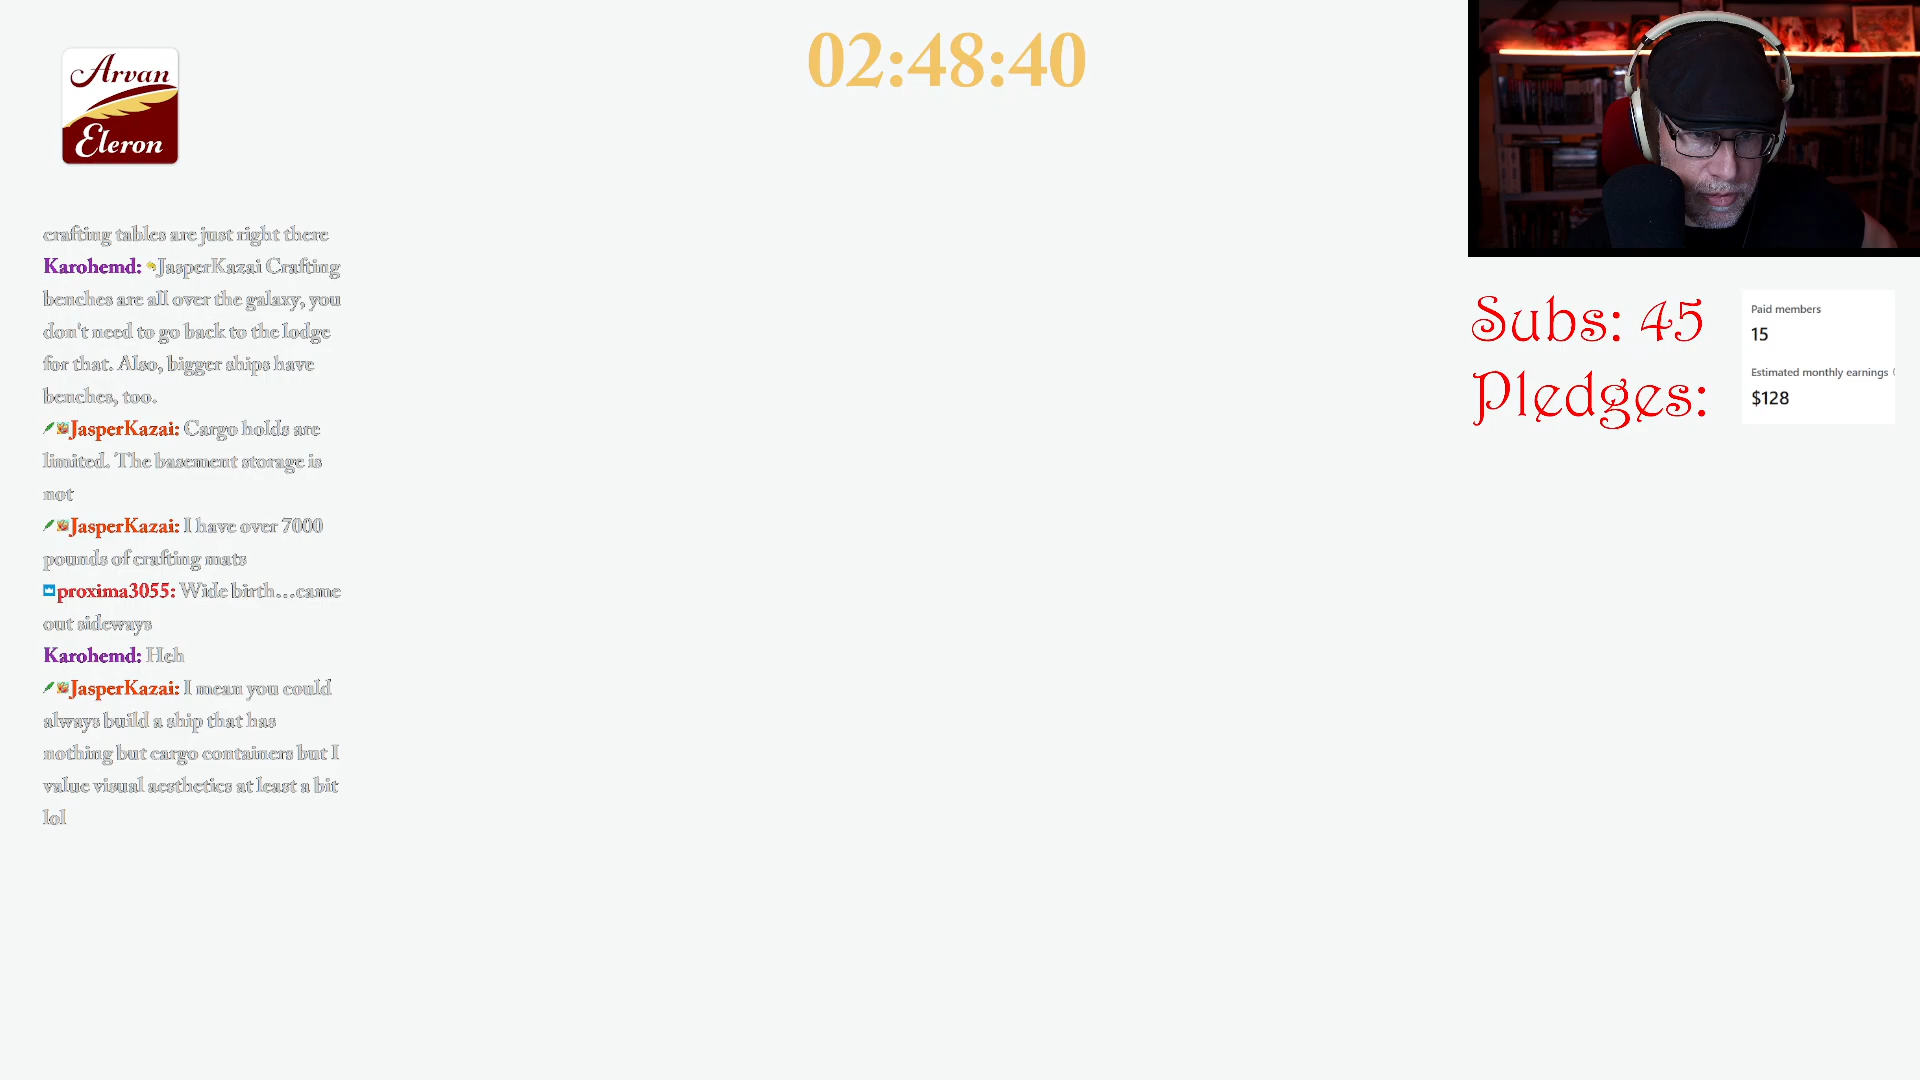 Arvan
Eleron
02:48:40
crafting tables are just right there
Karohemd: JasperKazai Crafting
benches are all over the galaxy, you
don't need to go back to the lodge
for that. Also, bigger ships have
benches, too.
JasperKazai: Cargo holds are
limited. The basement storage is
not
JasperKazai: I have over 7000
pounds of crafting mats
proxima3055: Wide birth...came
out sideways
Karohemd: Heh
JasperKazai: I mean you could
always build a ship that has
nothing but cargo containers but I
value visual aesthetics at least a bit
lol
Subs: 45
Pledges:
Paid members
15
Estimated monthly earnings
$128